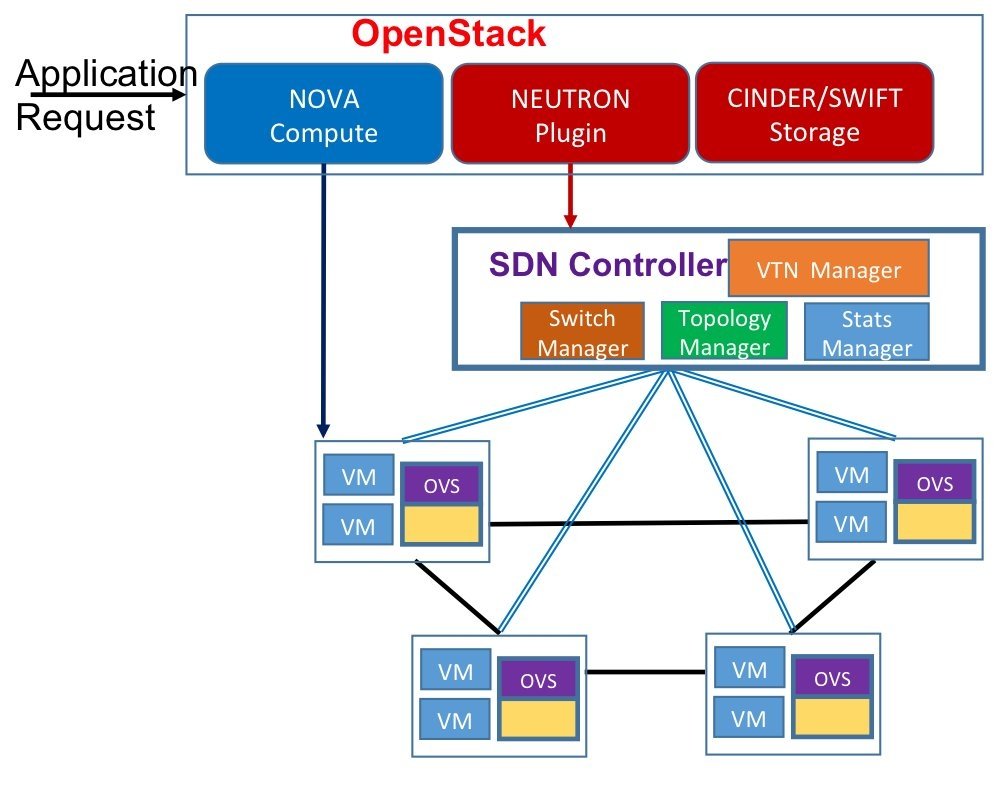 OpenStack
Application
Request
NOVA
Compute
NEUTRON
Plugin
CINDER/SWIFT
Storage
SDN Controller
VTN Manager
Switch
Manager
Topology
Manager
Stats
Manager
VM
OVS
VM
VM
OVS
VM
VM
OVS
VM
VM
OVS
VM